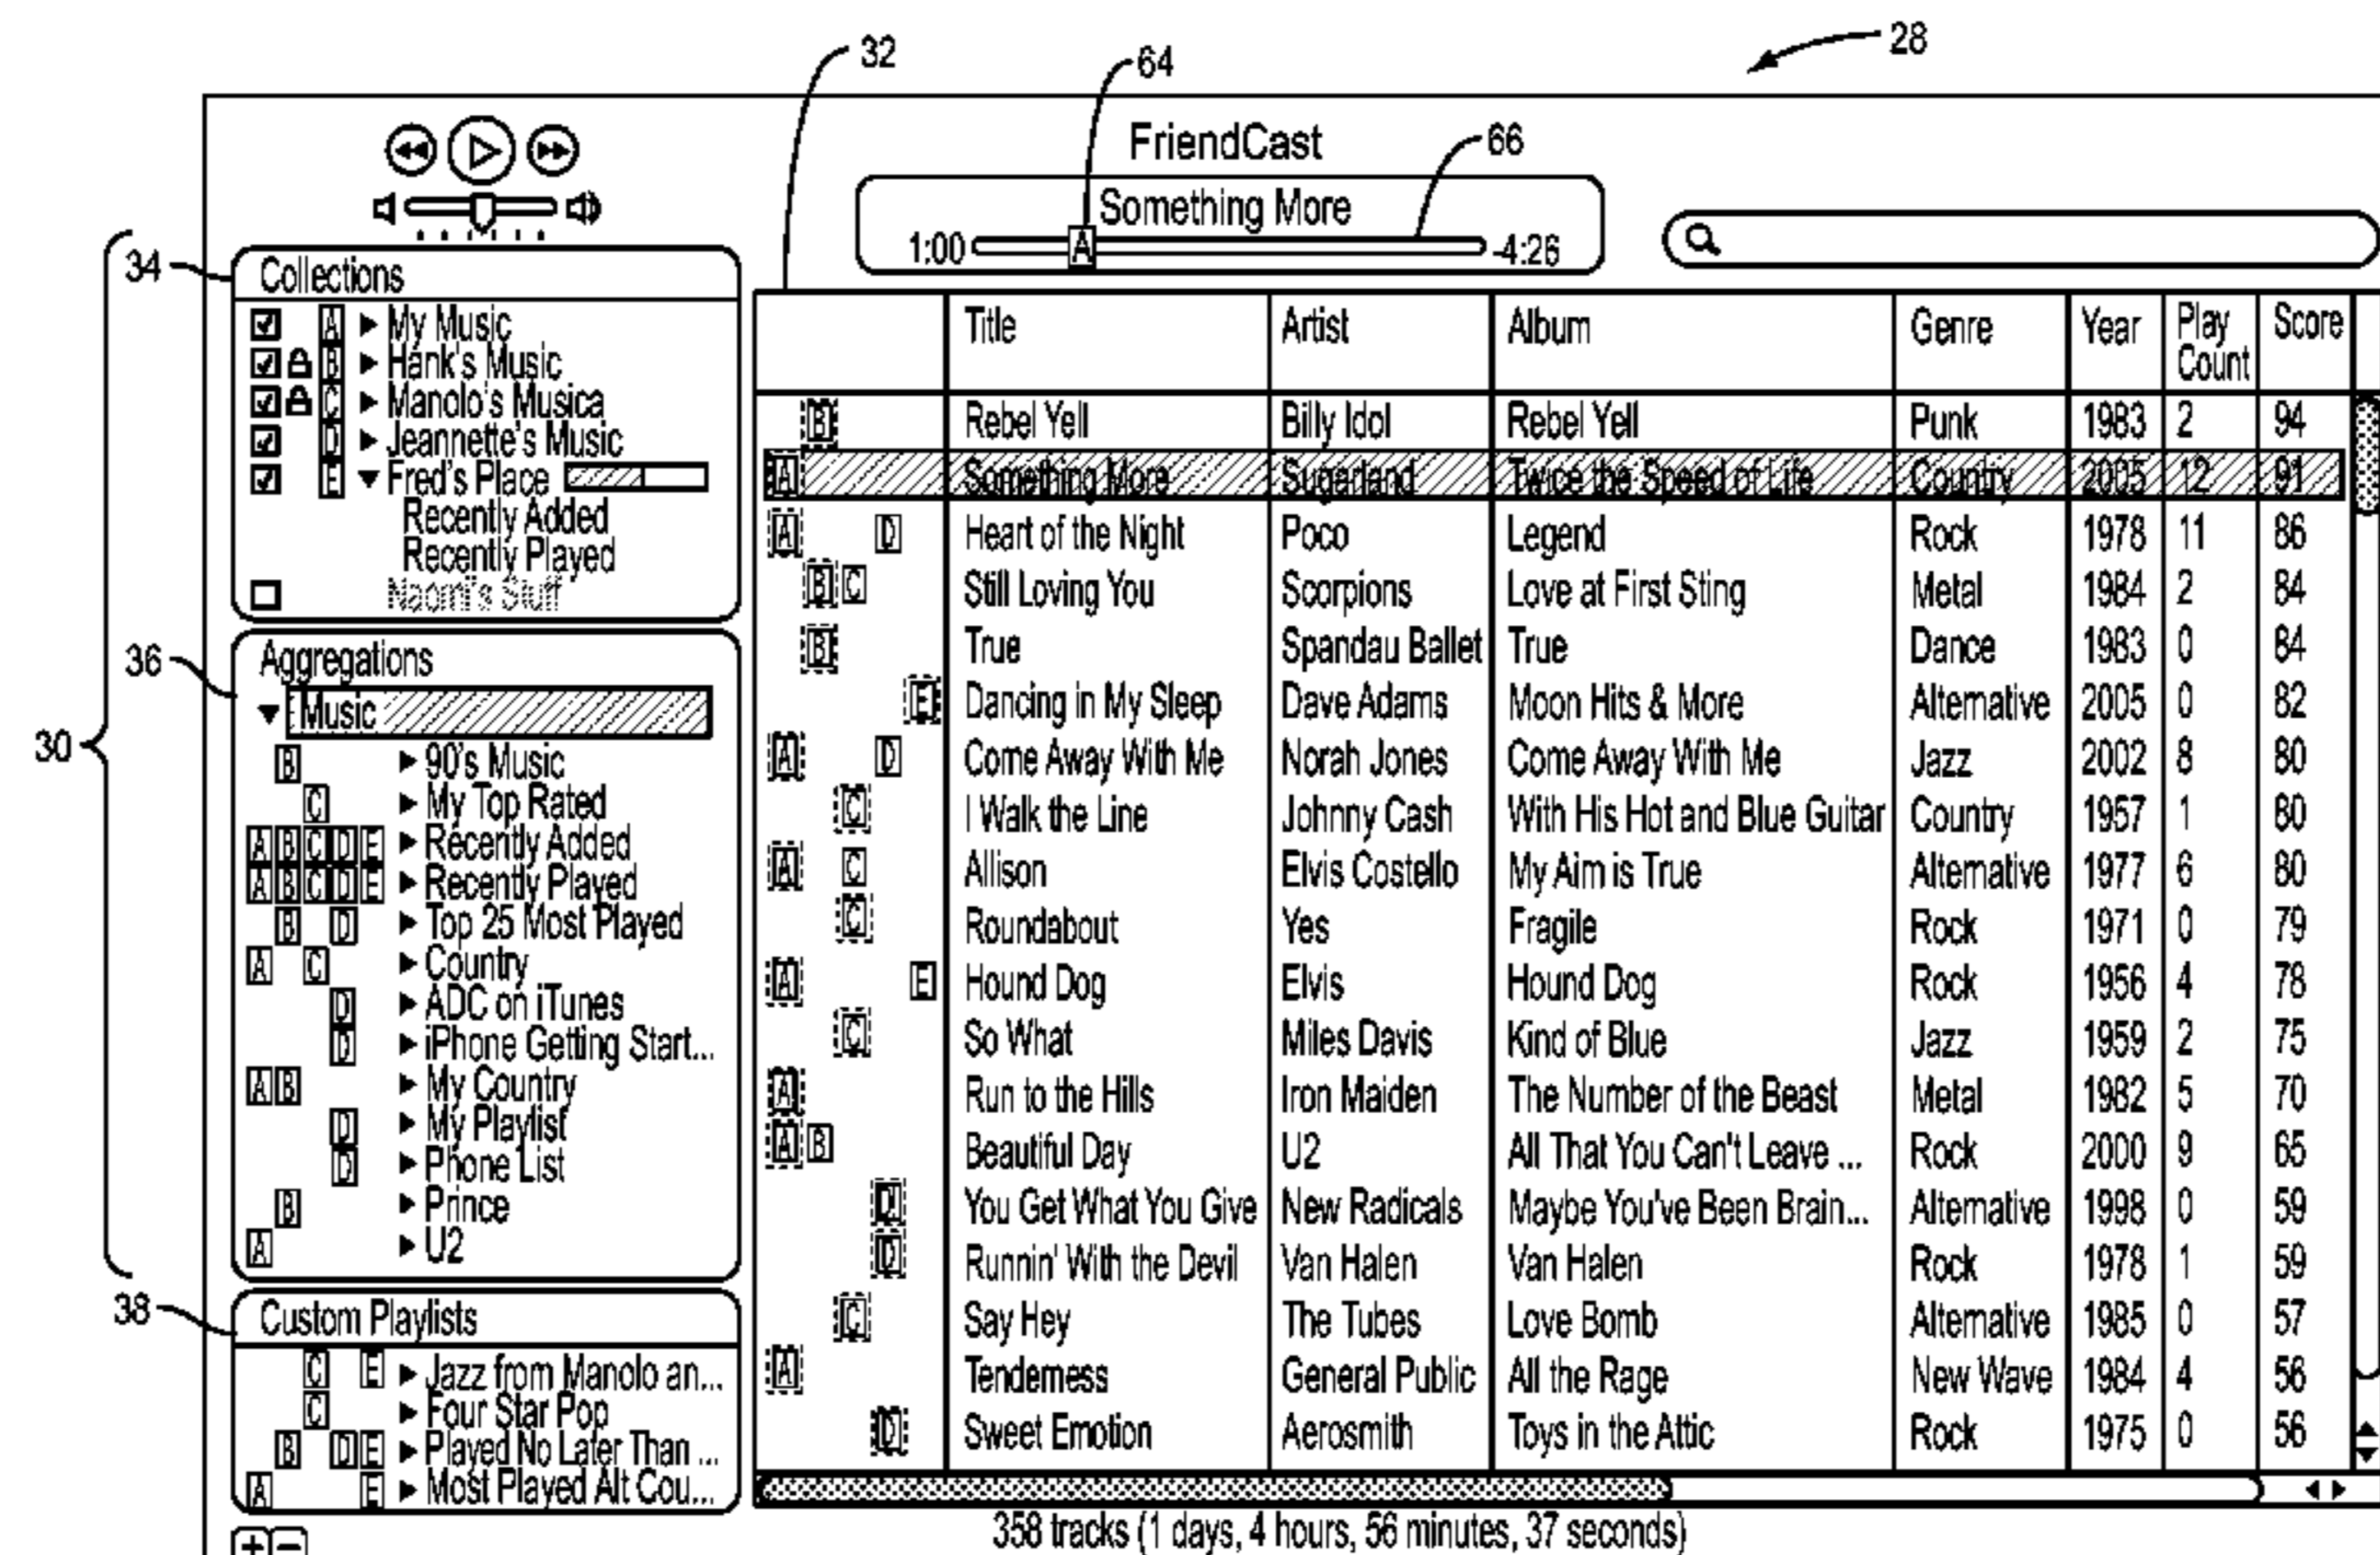 32
64
28
FriendCast
66
Something More
1:00 A -4:26
34
Collections
A My Music
B Hank's Music
C Manolo's Musica
D Jeannette's Music
E Fred's Place
Recently Added
Recently Played
Naomi's Stuff
36
Aggregations
Music
30
B 90's Music
C My Top Rated
A B C D E Recently Added
A B C D E Recently Played
B D Top 25 Most Played
A C Country
D ADC on iTunes
D iPhone Getting Start...
A B My Country
D My Playlist
D Phone List
B Prince
A U2
38
Custom Playlists
C E Jazz from Manolo an...
C Four Star Pop
B D E Played No Later Than ...
A E Most Played Alt Cou...
+ −
Title Artist Album Genre Year Play Count Score
B Rebel Yell Billy Idol Rebel Yell Punk 1983 2 94
A Something More Sugarland Twice the Speed of Life Country 2005 12 91
A D Heart of the Night Poco Legend Rock 1978 11 86
B C Still Loving You Scorpions Love at First Sting Metal 1984 2 84
B True Spandau Ballet True Dance 1983 0 84
E Dancing in My Sleep Dave Adams Moon Hits & More Alternative 2005 0 82
A D Come Away With Me Norah Jones Come Away With Me Jazz 2002 8 80
C I Walk the Line Johnny Cash With His Hot and Blue Guitar Country 1957 1 80
A C Allison Elvis Costello My Aim is True Alternative 1977 6 80
C Roundabout Yes Fragile Rock 1971 0 79
A E Hound Dog Elvis Hound Dog Rock 1956 4 78
C So What Miles Davis Kind of Blue Jazz 1959 2 75
A Run to the Hills Iron Maiden The Number of the Beast Metal 1982 5 70
A B Beautiful Day U2 All That You Can't Leave ... Rock 2000 9 65
D You Get What You Give New Radicals Maybe You've Been Brain... Alternative 1998 0 59
D Runnin' With the Devil Van Halen Van Halen Rock 1978 1 59
C Say Hey The Tubes Love Bomb Alternative 1985 0 57
A Tenderness General Public All the Rage New Wave 1984 4 56
D Sweet Emotion Aerosmith Toys in the Attic Rock 1975 0 56
358 tracks (1 days, 4 hours, 56 minutes, 37 seconds)